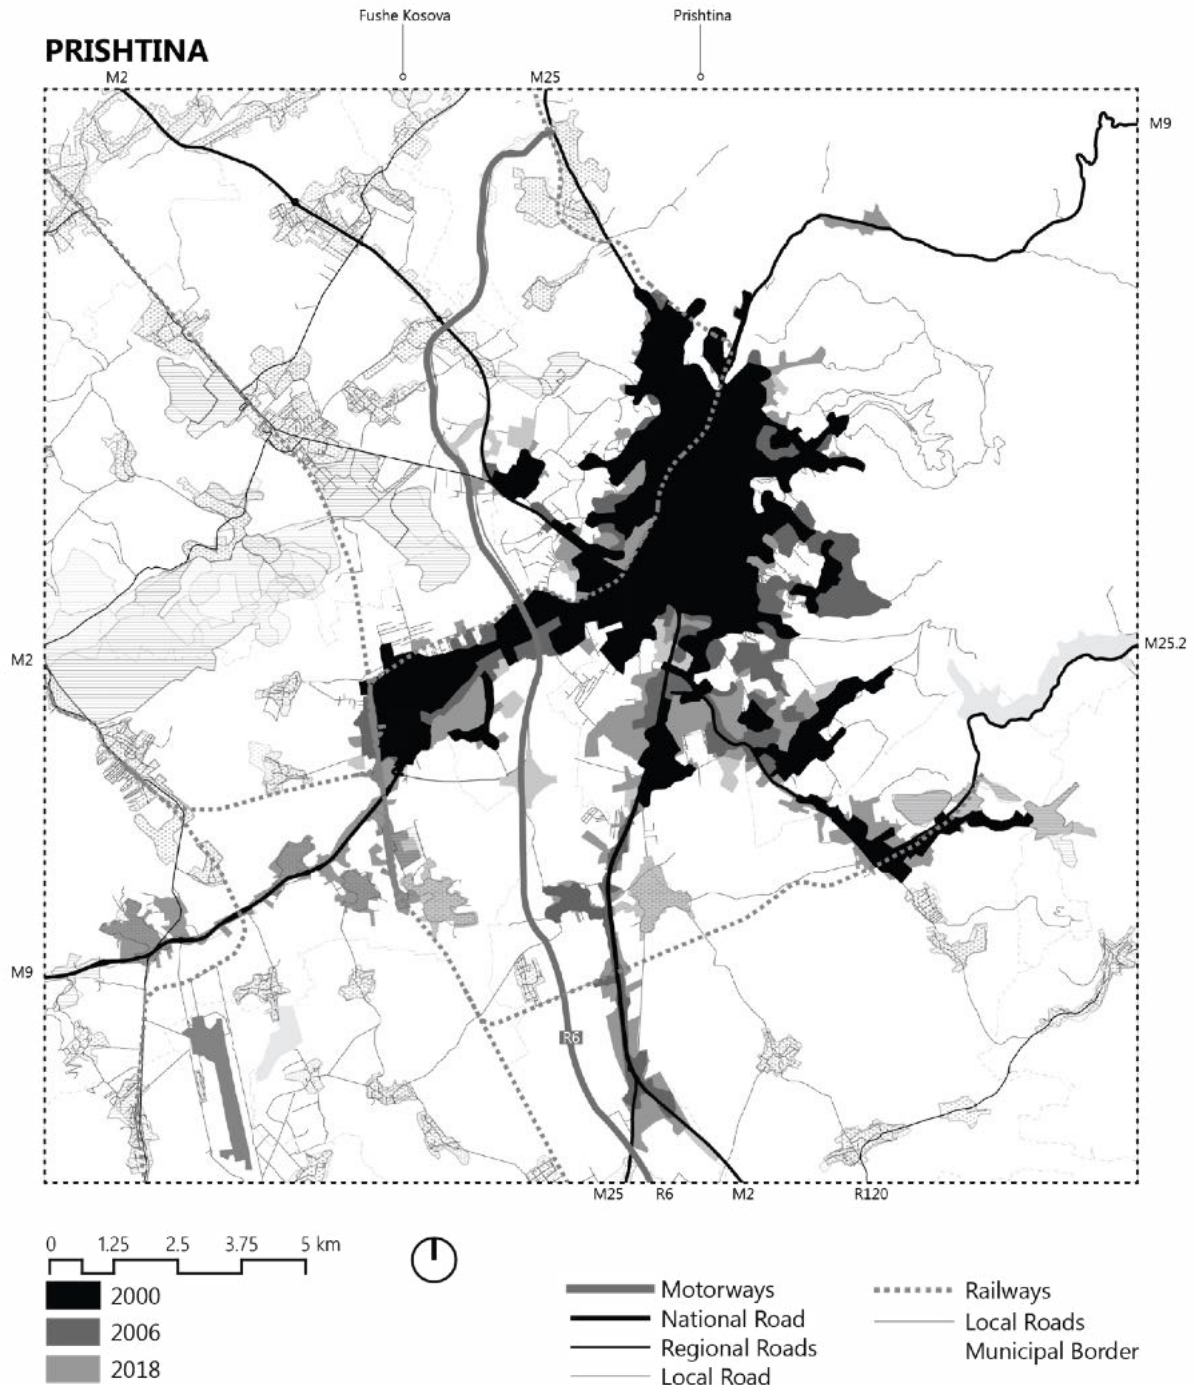 Fushe Kosova
Prishtina
PRISHTINA
M2
M25
M9
M2
M25.2
M9
R6
M25
R6
M2
R120
0
1.25
2.5
3.75
5 km
2000
2006
2018
Motorways
National Road
Regional Roads
Local Road
Railways
Local Roads
Municipal Border